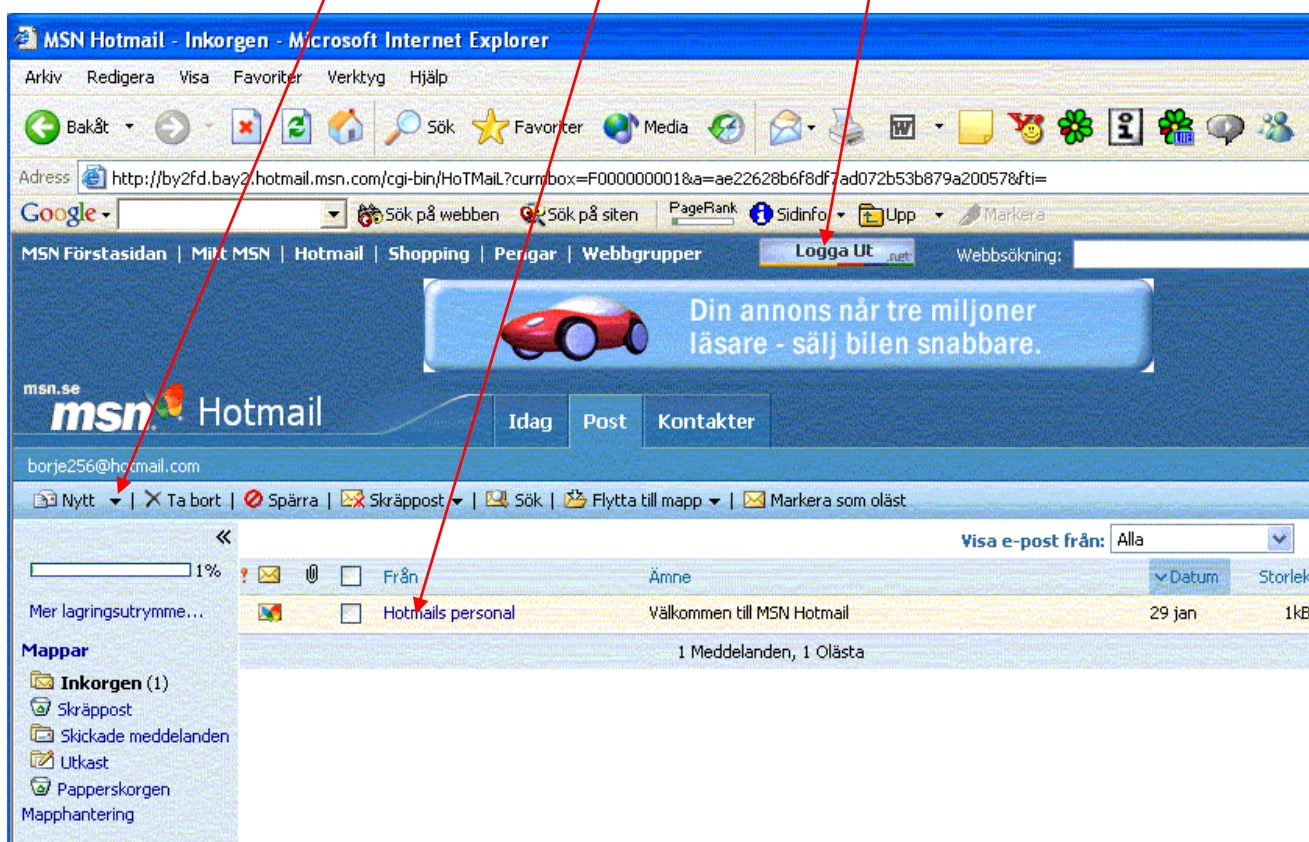 MSN Hotmail - Inkorgen - Microsoft Internet Explorer
Arkiv Redigera Visa Favoriter Verktyg Hjälp
Bakåt Sök Favoriter Media
Adress http://by2fd.bay2.hotmail.msn.com/cgi-bin/HoTMaiL?curmbox=F000000001&a=ae22628b6f8df7ad072b53b879a20057&fti=
Google Sök på webben Sök på siten PageRank Sidinfo Upp Markera
MSN Förstasidan | Mitt MSN | Hotmail | Shopping | Pengar | Webbgrupper Logga Ut .net Webbsökning:
Din annons når tre miljoner
läsare - sälj bilen snabbare.
msn.se
msn Hotmail
Idag Post Kontakter
borje256@hotmail.com
Nytt | Ta bort | Spärra | Skräppost | Sök | Flytta till mapp | Markera som oläst
« Visa e-post från: Alla
1% ! Från Ämne Datum Storlek
Mer lagringsutrymme... Hotmails personal Välkommen till MSN Hotmail 29 jan 1kB
Mappar 1 Meddelanden, 1 Olästa
Inkorgen (1)
Skräppost
Skickade meddelanden
Utkast
Papperskorgen
Mapphantering